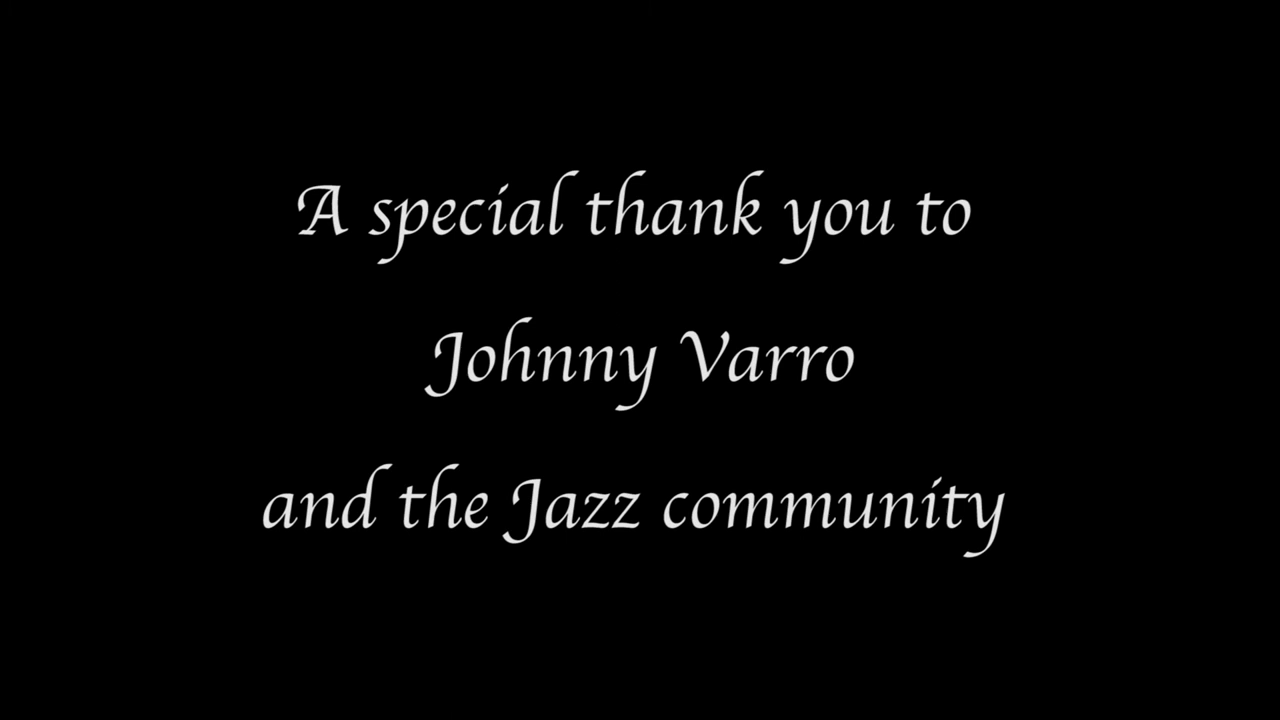 A special thank you to
Johnny Varro
and the Jazz community